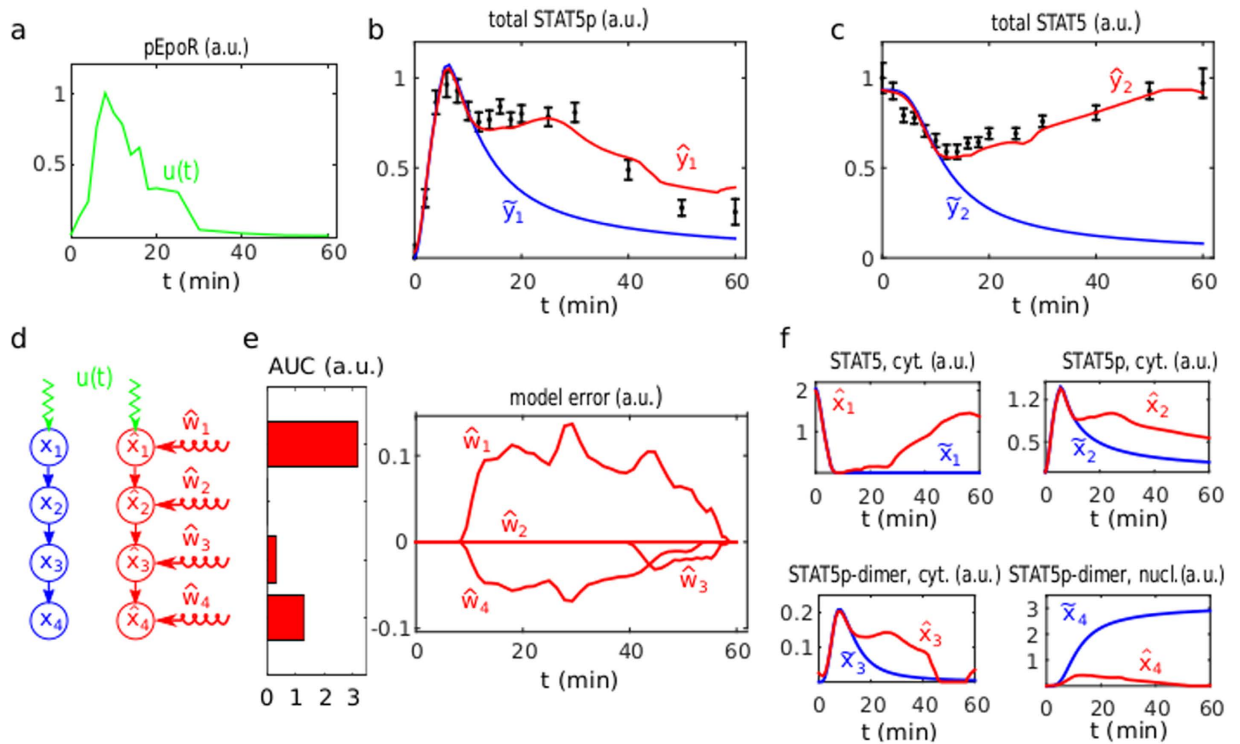 a
pEpoR (a.u.)
1
0.5
u(t)
0
20
40
60
t (min)
b
total STAT5p (a.u.)
1
0.5
0
ŷ₁
ỹ₁
0
20
40
60
t (min)
c
total STAT5 (a.u.)
1
0.5
0
ŷ₂
ỹ₂
0
20
40
60
t (min)
d
u(t)
x₁
x̂₁
ŵ₁
x₂
x̂₂
ŵ₂
x₃
x̂₃
ŵ₃
x₄
x̂₄
ŵ₄
e
AUC (a.u.)
0 1 2 3
model error (a.u.)
0.1
0
-0.1
ŵ₁
ŵ₂
ŵ₃
ŵ₄
0
20
40
60
t (min)
f
STAT5, cyt. (a.u.)
2
1
x̂₁
x̃₁
0 20 40 60
t (min)
STAT5p, cyt. (a.u.)
1.2
0.5
x̂₂
x̃₂
0 20 40 60
t (min)
STAT5p-dimer, cyt. (a.u.)
0.2
0.1
x̂₃
x̃₃
0 20 40 60
t (min)
STAT5p-dimer, nucl.(a.u.)
3
2
1
x̃₄
x̂₄
0 20 40 60
t (min)